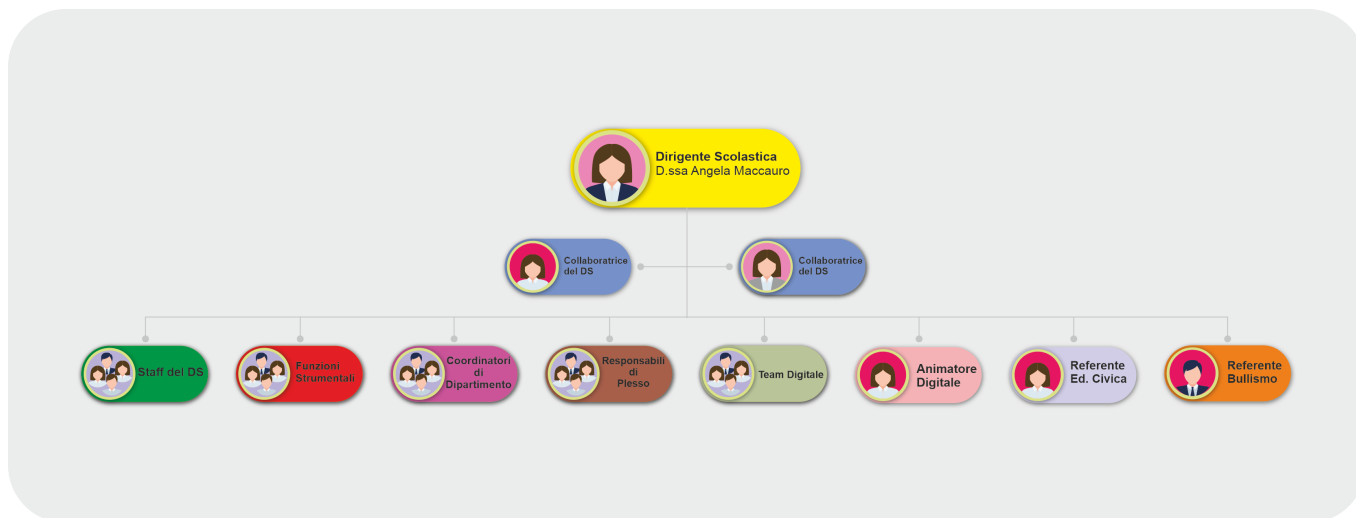 Dirigente Scolastica
D.ssa Angela Maccauro
Collaboratrice
del DS
Collaboratrice
del DS
Staff del DS
Funzioni
Strumentali
Coordinatori
di
Dipartimento
Responsabili
di
Plesso
Team Digitale
Animatore
Digitale
Referente
Ed. Civica
Referente
Bullismo